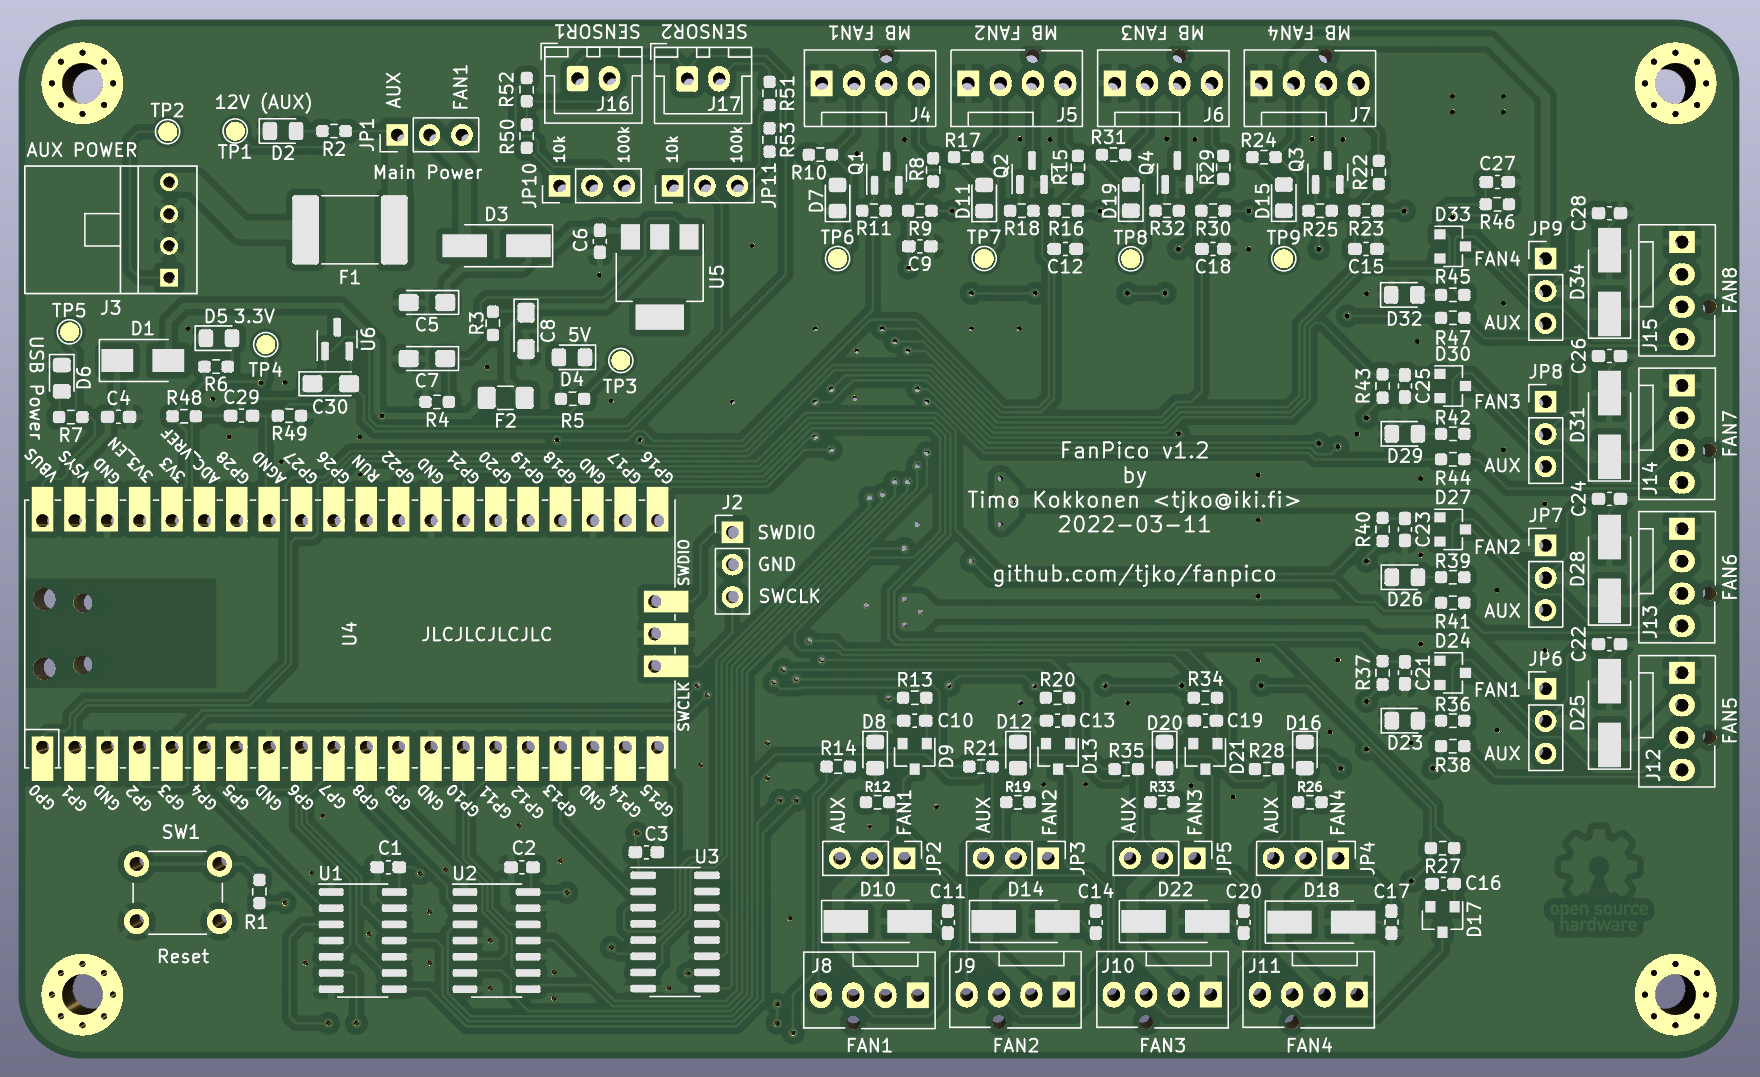 SENSOR1
SENSOR2
MB FAN1
MB FAN2
MB FAN3
MB FAN4
TP2
12V (AUX)
TP1
D2
R2
JP1
AUX
FAN1
Main Power
R52
R50
J16
J17
R51
R53
10k
100k
10k
100k
JP10
JP11
J4
J5
J6
J7
AUX POWER
J3
F1
D3
C6
U5
R10
Q1
R8
D7
R11
R9
C9
TP6
R17
Q2
R15
D11
R18
R16
C12
TP7
R31
Q4
R29
D19
R32
R30
C18
TP8
R24
Q3
R22
D15
R25
R23
C15
TP9
C27
R46
D33
FAN4
R45
D32
R47
JP9
AUX
D34
C28
J15
FAN8
TP5
D1
D5
3.3V
TP4
U6
R6
USB Power
D6
R7
C4
R48
C29
R49
C30
C5
C7
R3
C8
R4
F2
5V
D4
R5
TP3
D30
R43
C25
FAN3
R42
D29
R44
JP8
AUX
D31
C26
J14
FAN7
VBUS
VSYS
GND
3V3_EN
3V3
ADC_VREF
GP28
AGND
GP27
GP26
RUN
GP22
GND
GP21
GP20
GP19
GP18
GND
GP17
GP16
FanPico v1.2
by
Timo Kokkonen <tjko@iki.fi>
2022-03-11
github.com/tjko/fanpico
J2
SWDIO
GND
SWCLK
SWDIO
SWCLK
U4
JLCJLCJLCJLC
D27
R40
C23
FAN2
R39
D26
R41
JP7
AUX
D28
C24
J13
FAN6
D24
R37
C21
FAN1
R36
D23
R38
JP6
AUX
D25
C22
J12
FAN5
GP0
GP1
GND
GP2
GP3
GP4
GP5
GND
GP6
GP7
GP8
GP9
GND
GP10
GP11
GP12
GP13
GND
GP14
GP15
R13
D8
C10
R14
D9
R12
AUX
FAN1
JP2
R20
D12
C13
R21
D13
R19
AUX
FAN2
JP3
R34
D20
C19
R35
D21
R33
AUX
FAN3
JP5
D16
R28
R26
AUX
FAN4
JP4
SW1
Reset
R1
C1
U1
C2
U2
C3
U3
D10
C11
D14
C14
D22
C20
D18
C17
R27
C16
D17
open source
hardware
J8
J9
J10
J11
FAN1
FAN2
FAN3
FAN4